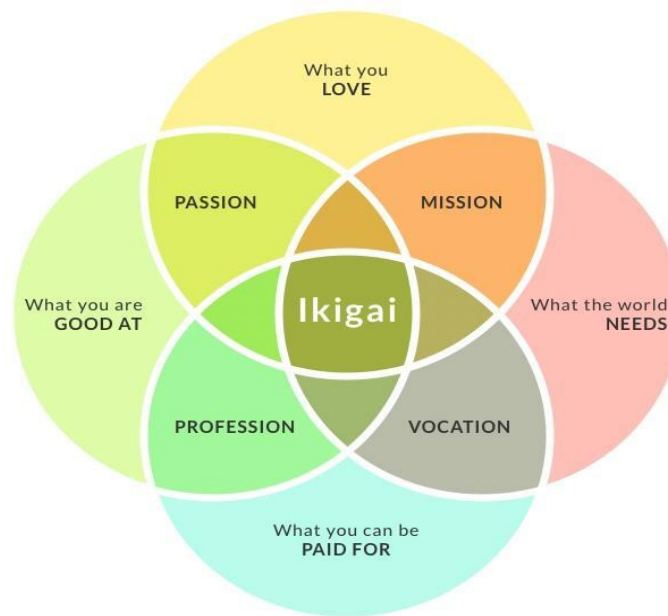 What you
LOVE
PASSION
MISSION
What you are
GOOD AT
Ikigai
What the world
NEEDS
PROFESSION
VOCATION
What you can be
PAID FOR